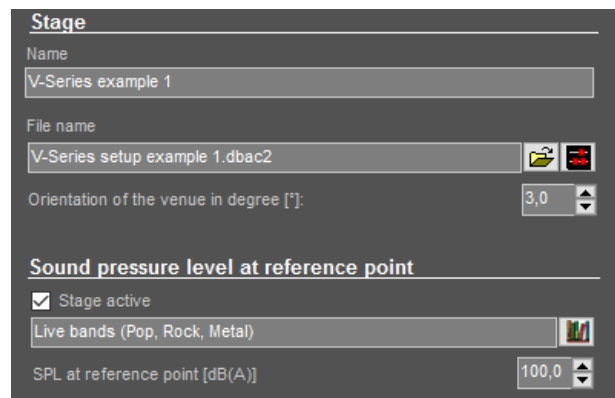 Stage
Name
V-Series example 1
File name
V-Series setup example 1.dbac2
Orientation of the venue in degree [°]: 3,0
Sound pressure level at reference point
Stage active
Live bands (Pop, Rock, Metal)
SPL at reference point [dB(A)] 100,0